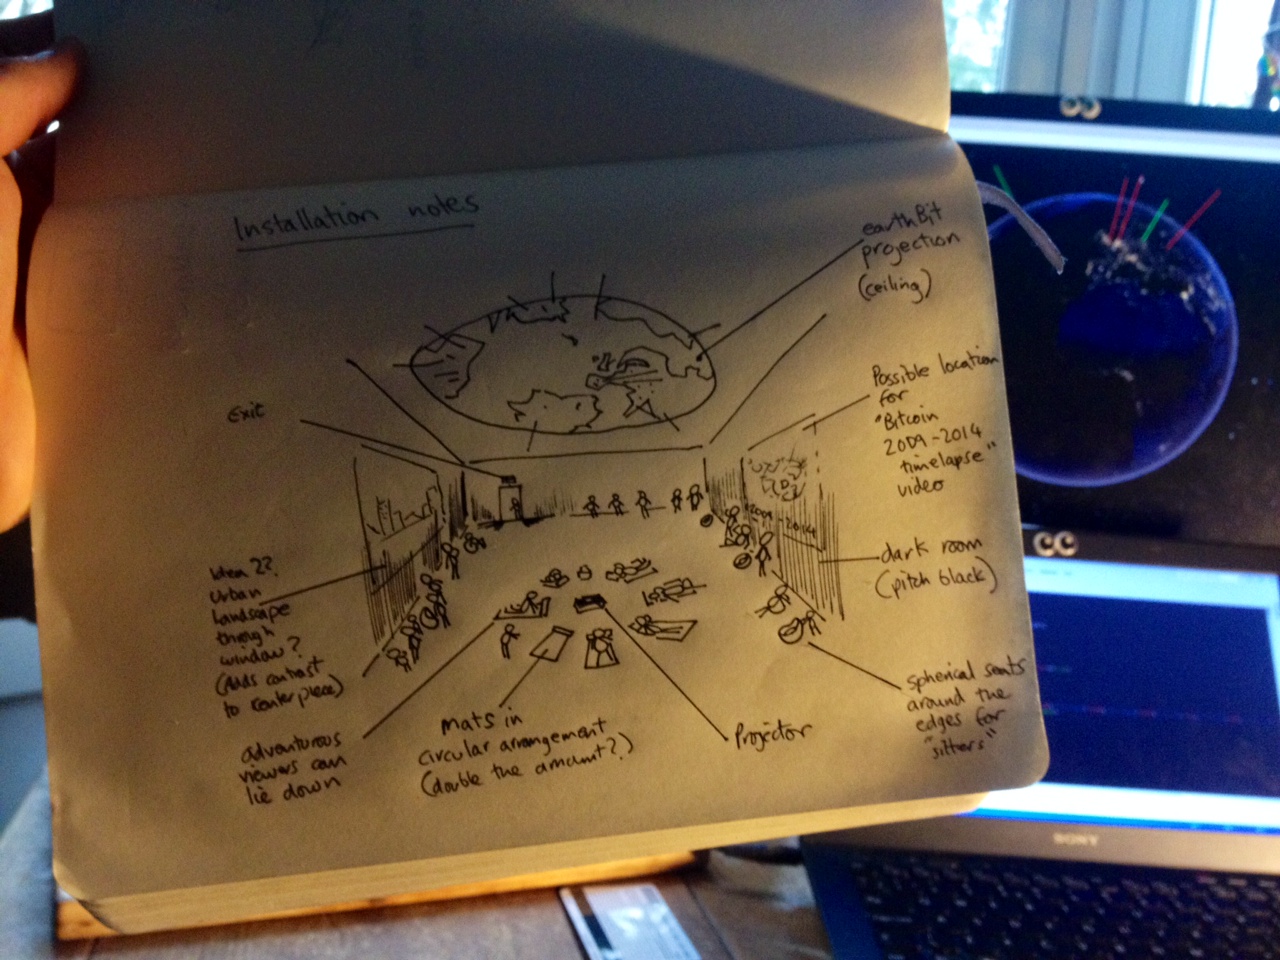 Installation notes
earthBit
projection
(ceiling)
Exit
Possible location
for
"Bitcoin
2009-2014
timelapse"
video
2009-2014
dark room
(pitch black)
Idea??
Urban
landscape
through
window?
(Adds contrast
to center piece)
spherical seats
around the
edges for
"sitters"
adventurous
viewers can
lie down
mats in
circular arrangement
(double the amount?)
Projector
SONY